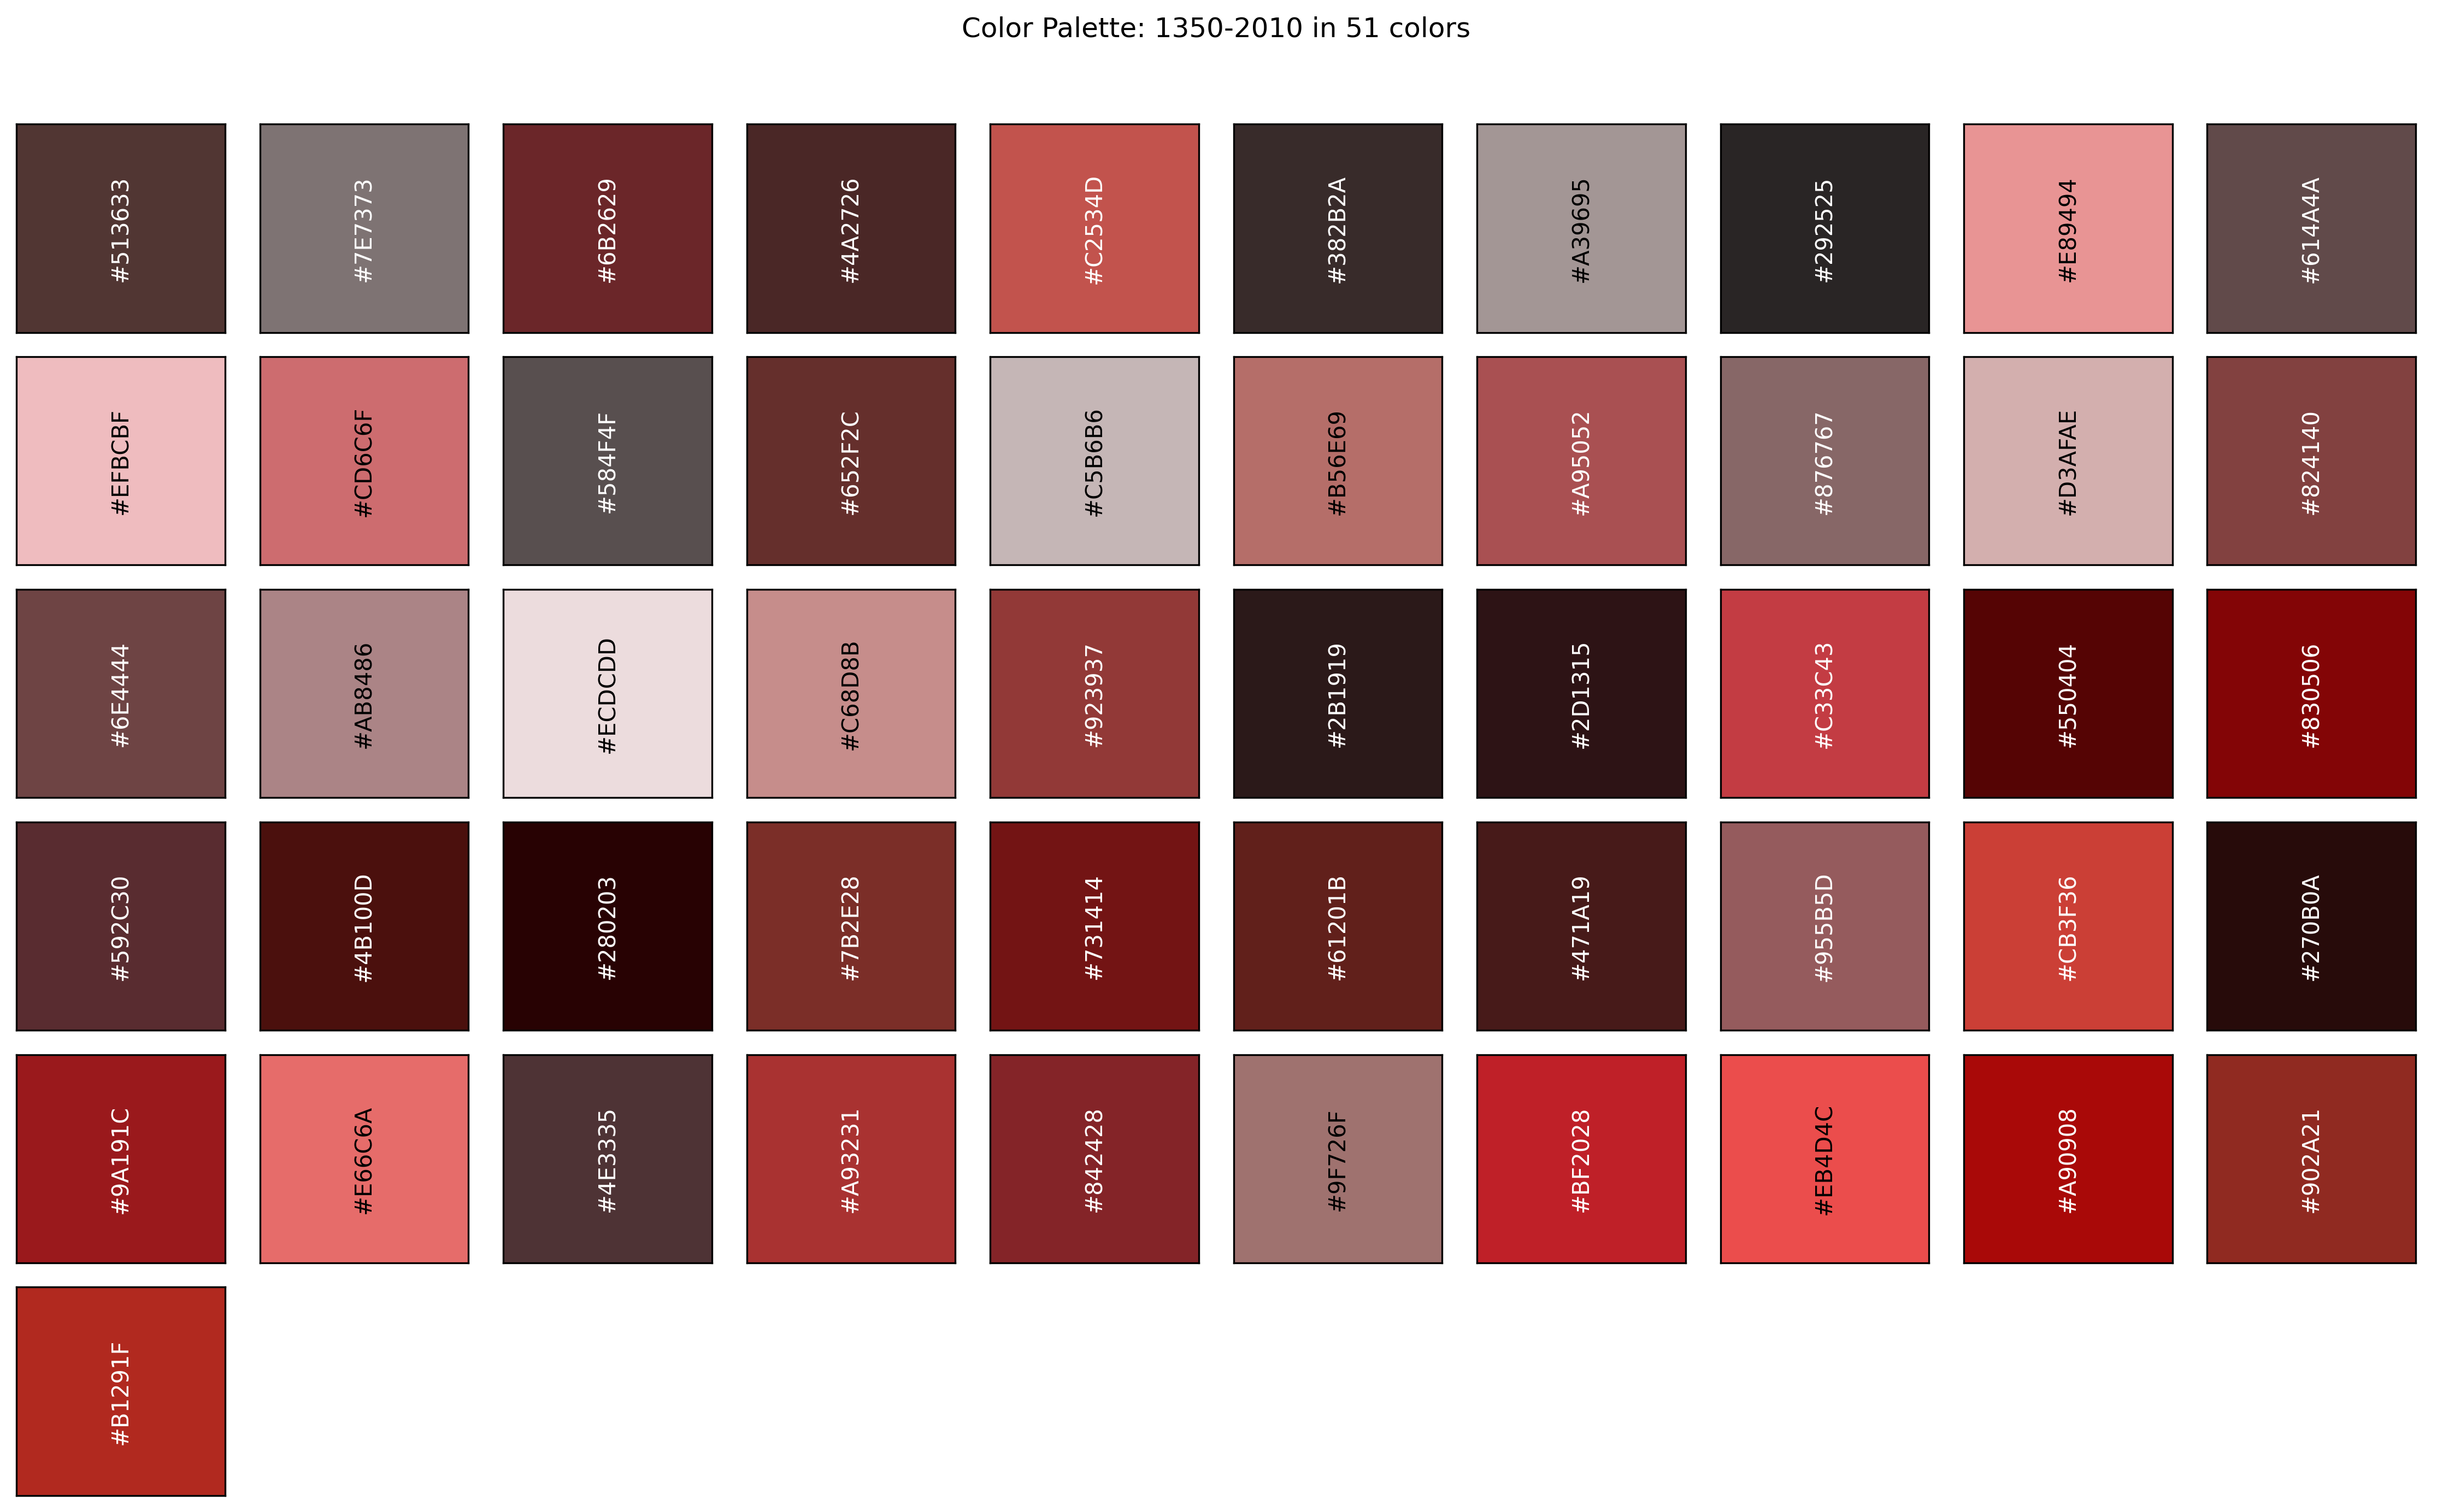 Color Palette: 1350-2010 in 51 colors
#513633
#7E7373
#6B2629
#4A2726
#C2534D
#382B2A
#A39695
#292525
#E89494
#614A4A
#EFBCBF
#CD6C6F
#584F4F
#652F2C
#C5B6B6
#B56E69
#A95052
#876767
#D3AFAE
#824140
#6E4444
#AB8486
#ECDCDD
#C68D8B
#923937
#2B1919
#2D1315
#C33C43
#550404
#830506
#592C30
#4B100D
#280203
#7B2E28
#731414
#61201B
#471A19
#955B5D
#CB3F36
#270B0A
#9A191C
#E66C6A
#4E3335
#A93231
#842428
#9F726F
#BF2028
#EB4D4C
#A90908
#902A21
#B1291F